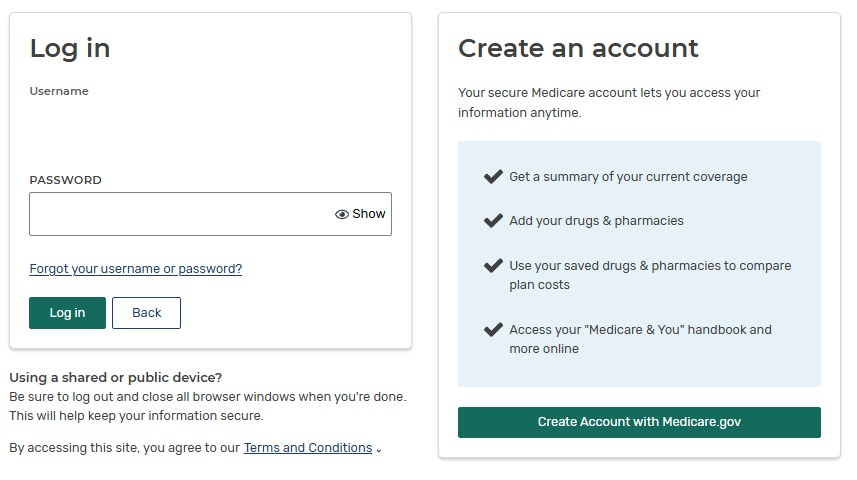 Log in
Username
PASSWORD
Show
Forgot your username or password?
Log in
Back
Using a shared or public device?
Be sure to log out and close all browser windows when you're done.
This will help keep your information secure.
By accessing this site, you agree to our Terms and Conditions
Create an account
Your secure Medicare account lets you access your
information anytime.
Get a summary of your current coverage
Add your drugs & pharmacies
Use your saved drugs & pharmacies to compare
plan costs
Access your "Medicare & You" handbook and
more online
Create Account with Medicare.gov